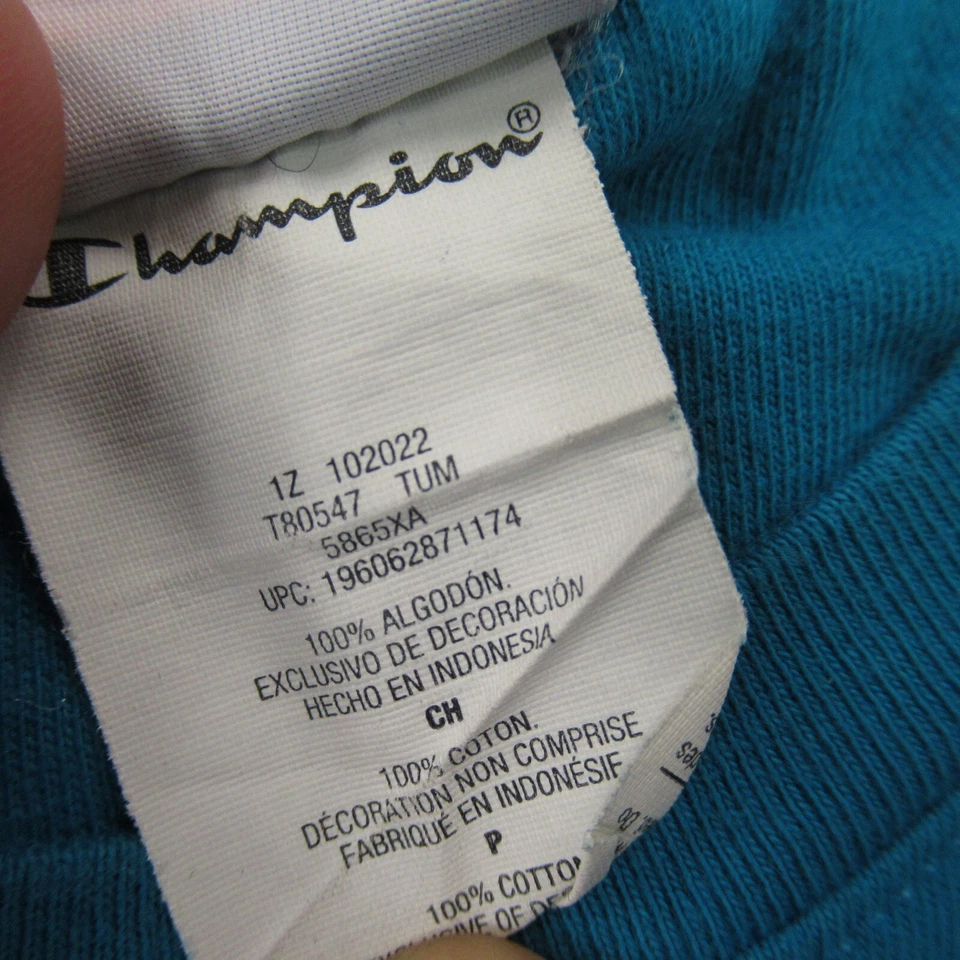 Champion®
1Z 102022
T80547 TUM
5865XA
UPC: 196062871174
100% ALGODÓN.
EXCLUSIVO DE DECORACIÓN
HECHO EN INDONESIA
CH
100% COTON.
DÉCORATION NON COMPRISE
FABRIQUÉ EN INDONÉSIE
P
100% COTTON
OF